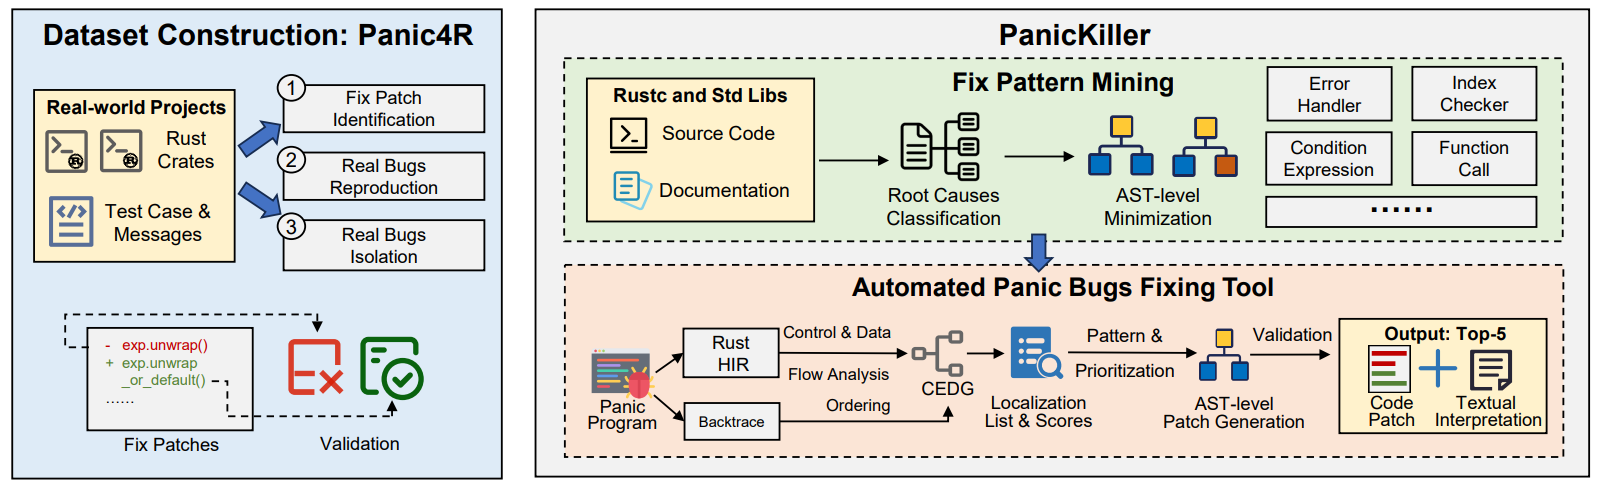 Dataset Construction: Panic4R
Real-world Projects
Rust
Crates
Test Case &
Messages
1
Fix Patch
Identification
2
Real Bugs
Reproduction
3
Real Bugs
Isolation
- exp.unwrap()
+ exp.unwrap
_or_default()
......
Fix Patches
Validation
PanicKiller
Fix Pattern Mining
Rustc and Std Libs
Source Code
Documentation
Root Causes
Classification
AST-level
Minimization
Error
Handler
Index
Checker
Condition
Expression
Function
Call
......
Automated Panic Bugs Fixing Tool
Panic
Program
Rust
HIR
Backtrace
Control & Data
Flow Analysis
Ordering
CEDG
Localization
List & Scores
Pattern &
Prioritization
AST-level
Patch Generation
Validation
Output: Top-5
Code
Patch
Textual
Interpretation